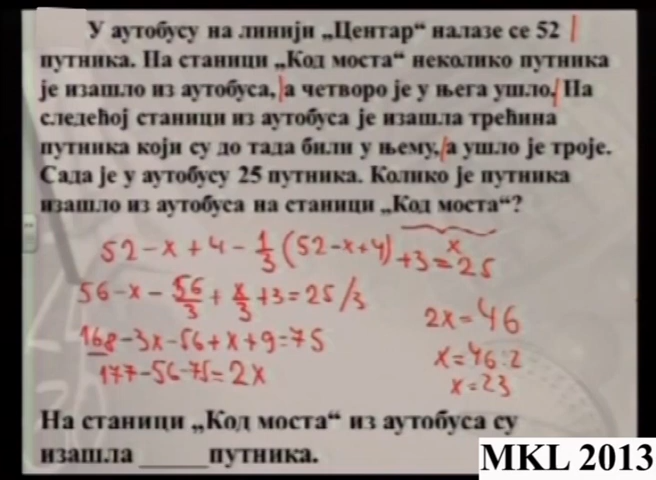 У аутобусу на линији „Центар“ налазе се 52
путника. На станици „Код моста“ неколико путника
је изашло из аутобуса, а четворо је у њега ушло. На
следећој станици из аутобуса је изашла трећина
путника који су до тада били у њему, а ушло је троје.
Сада је у аутобусу 25 путника. Колико је путника
изашло из аутобуса на станици „Код моста“?
x
52-x+4-1/3(52-x+4)+3=25
56-x-56/3+x/3+3=25/3
168-3x-56+x+9=75
177-56-75=2x
2x=46
x=46:2
x=23
На станици „Код моста“ из аутобуса су
изашла _____ путника.
MKL 2013